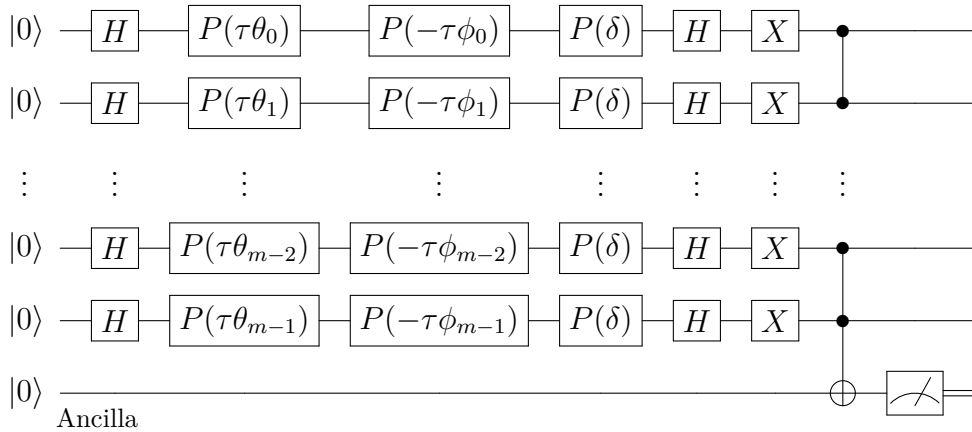 |0⟩ H P(τθ₀) P(−τϕ₀) P(δ) H X
|0⟩ H P(τθ₁) P(−τϕ₁) P(δ) H X
⋮ ⋮ ⋮ ⋮ ⋮ ⋮ ⋮ ⋮
|0⟩ H P(τθₘ₋₂) P(−τϕₘ₋₂) P(δ) H X
|0⟩ H P(τθₘ₋₁) P(−τϕₘ₋₁) P(δ) H X
|0⟩
Ancilla